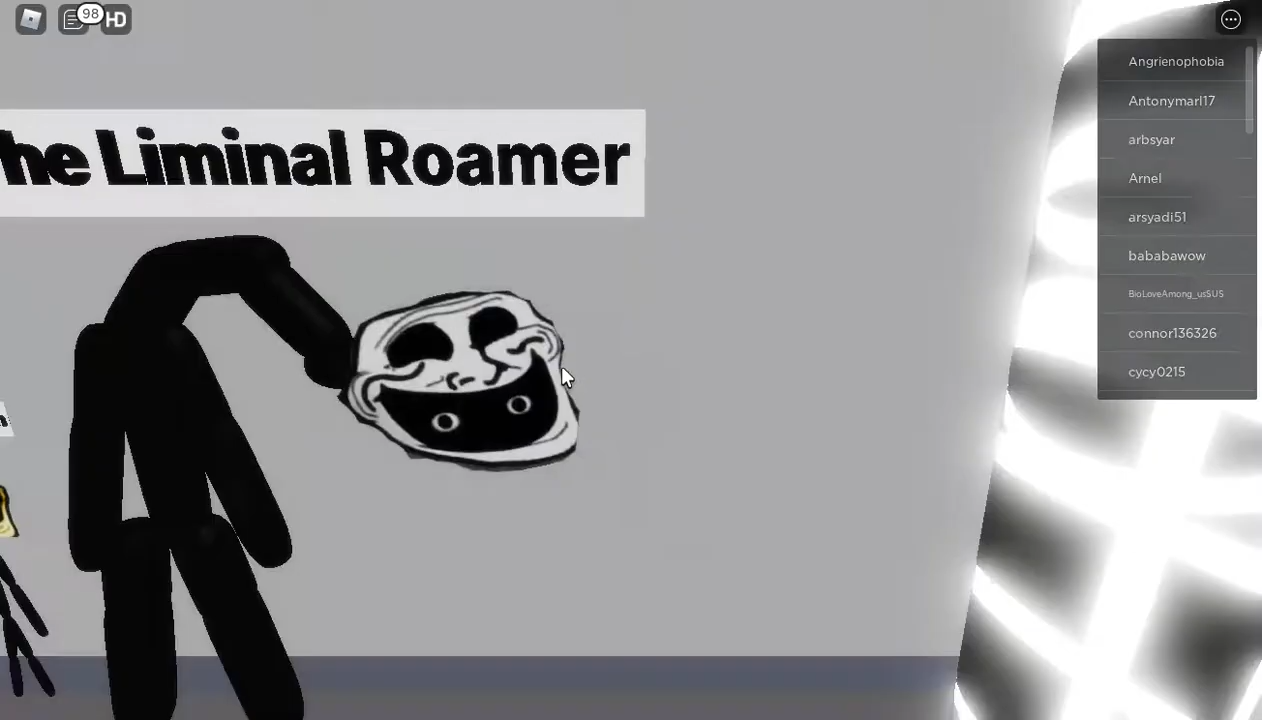 98
HD
he Liminal Roamer
Angrienophobia
Antonymarl17
arbsyar
Arnel
arsyadi51
bababawow
BioLoveAmong_usSUS
connor136326
cycy0215